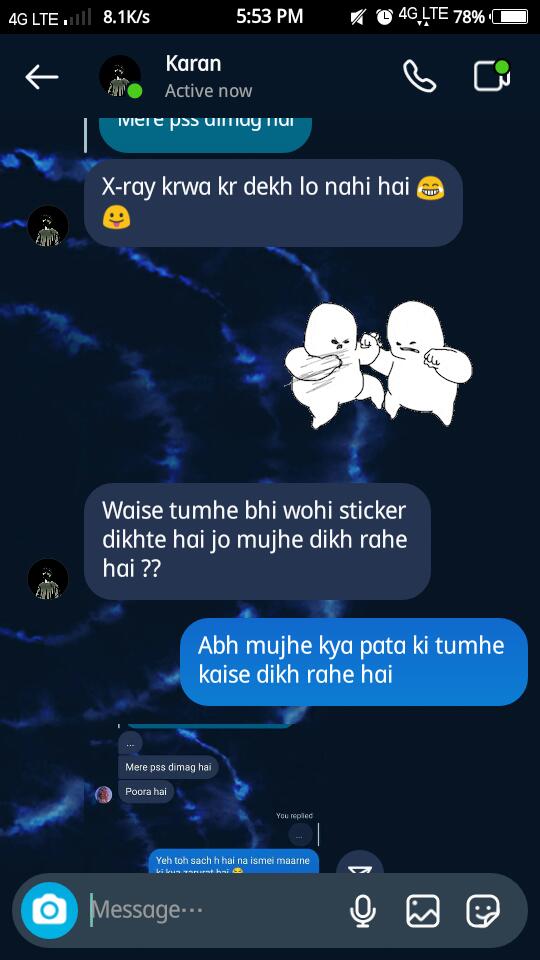 4G LTE 8.1K/s 5:53 PM 4G LTE 78%
Karan
Active now
Mere pss dimag hai
X-ray krwa kr dekh lo nahi hai 😂
😛
Waise tumhe bhi wohi sticker
dikhte hai jo mujhe dikh rahe
hai ??
Abh mujhe kya pata ki tumhe
kaise dikh rahe hai
...
Mere pss dimag hai
Poora hai
You replied
...
Yeh toh sach h hai na ismei maarne
ki kya zarurat hai 😂
Message...